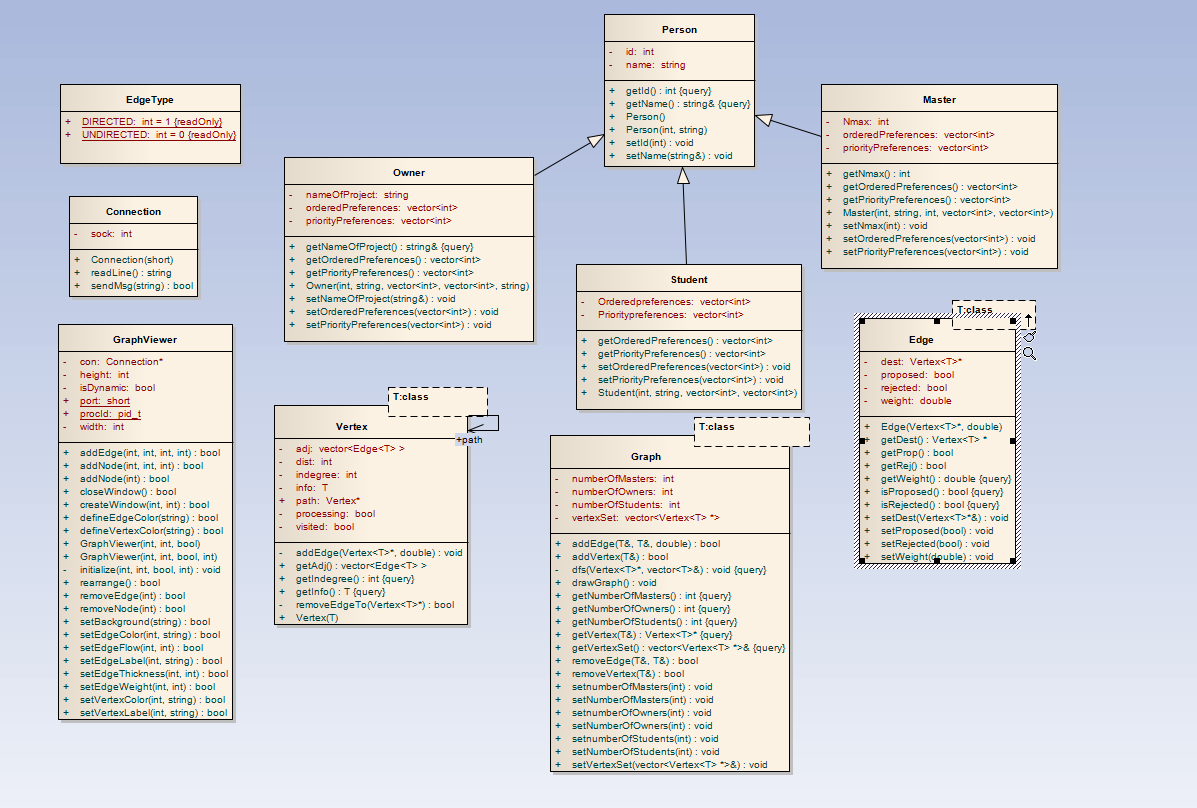 Person
- id: int
- name: string
+ getId() : int {query}
+ getName() : string& {query}
+ Person()
+ Person(int, string)
+ setId(int) : void
+ setName(string&) : void
EdgeType
+ DIRECTED: int = 1 {readOnly}
+ UNDIRECTED: int = 0 {readOnly}
Master
- Nmax: int
- orderedPreferences: vector<int>
- priorityPreferences: vector<int>
+ getNmax() : int
+ getOrderedPreferences() : vector<int>
+ getPriorityPreferences() : vector<int>
+ Master(int, string, int, vector<int>, vector<int>)
+ setNmax(int) : void
+ setOrderedPreferences(vector<int>) : void
+ setPriorityPreferences(vector<int>) : void
Owner
- nameOfProject: string
- orderedPreferences: vector<int>
- priorityPreferences: vector<int>
+ getNameOfProject() : string& {query}
+ getOrderedPreferences() : vector<int>
+ getPriorityPreferences() : vector<int>
+ Owner(int, string, vector<int>, vector<int>, string)
+ setNameOfProject(string&) : void
+ setOrderedPreferences(vector<int>) : void
+ setPriorityPreferences(vector<int>) : void
Connection
- sock: int
+ Connection(short)
+ readLine() : string
+ sendMsg(string) : bool
Student
- Orderedpreferences: vector<int>
- Prioritypreferences: vector<int>
+ getOrderedPreferences() : vector<int>
+ getPriorityPreferences() : vector<int>
+ setOrderedPreferences(vector<int>) : void
+ setPriorityPreferences(vector<int>) : void
+ Student(int, string, vector<int>, vector<int>)
T:class
Edge
- dest: Vertex<T>*
- proposed: bool
- rejected: bool
- weight: double
+ Edge(Vertex<T>*, double)
+ getDest() : Vertex<T> *
+ getProp() : bool
+ getRej() : bool
+ getWeight() : double {query}
+ isProposed() : bool {query}
+ isRejected() : bool {query}
+ setDest(Vertex<T>*&) : void
+ setProposed(bool) : void
+ setRejected(bool) : void
+ setWeight(double) : void
GraphViewer
- con: Connection*
- height: int
- isDynamic: bool
+ port: short
+ procId: pid_t
- width: int
+ addEdge(int, int, int, int) : bool
+ addNode(int, int, int) : bool
+ addNode(int) : bool
+ closeWindow() : bool
+ createWindow(int, int) : bool
+ defineEdgeColor(string) : bool
+ defineVertexColor(string) : bool
+ GraphViewer(int, int, bool)
+ GraphViewer(int, int, bool, int)
- initialize(int, int, bool, int) : void
+ rearrange() : bool
+ removeEdge(int) : bool
+ removeNode(int) : bool
+ setBackground(string) : bool
+ setEdgeColor(int, string) : bool
+ setEdgeFlow(int, int) : bool
+ setEdgeLabel(int, string) : bool
+ setEdgeThickness(int, int) : bool
+ setEdgeWeight(int, int) : bool
+ setVertexColor(int, string) : bool
+ setVertexLabel(int, string) : bool
T:class
Vertex
+path
- adj: vector<Edge<T> >
- dist: int
- indegree: int
- info: T
+ path: Vertex*
- processing: bool
- visited: bool
- addEdge(Vertex<T>*, double) : void
+ getAdj() : vector<Edge<T> >
+ getIndegree() : int {query}
+ getInfo() : T {query}
- removeEdgeTo(Vertex<T>*) : bool
+ Vertex(T)
T:class
Graph
- numberOfMasters: int
- numberOfOwners: int
- numberOfStudents: int
- vertexSet: vector<Vertex<T> *>
+ addEdge(T&, T&, double) : bool
+ addVertex(T&) : bool
- dfs(Vertex<T>*, vector<T>&) : void {query}
+ drawGraph() : void
+ getNumberOfMasters() : int {query}
+ getNumberOfOwners() : int {query}
+ getNumberOfStudents() : int {query}
+ getVertex(T&) : Vertex<T>* {query}
+ getVertexSet() : vector<Vertex<T> *>& {query}
+ removeEdge(T&, T&) : bool
+ removeVertex(T&) : bool
+ setnumberOfMasters(int) : void
+ setNumberOfMasters(int) : void
+ setnumberOfOwners(int) : void
+ setNumberOfOwners(int) : void
+ setnumberOfStudents(int) : void
+ setNumberOfStudents(int) : void
+ setVertexSet(vector<Vertex<T> *>&) : void